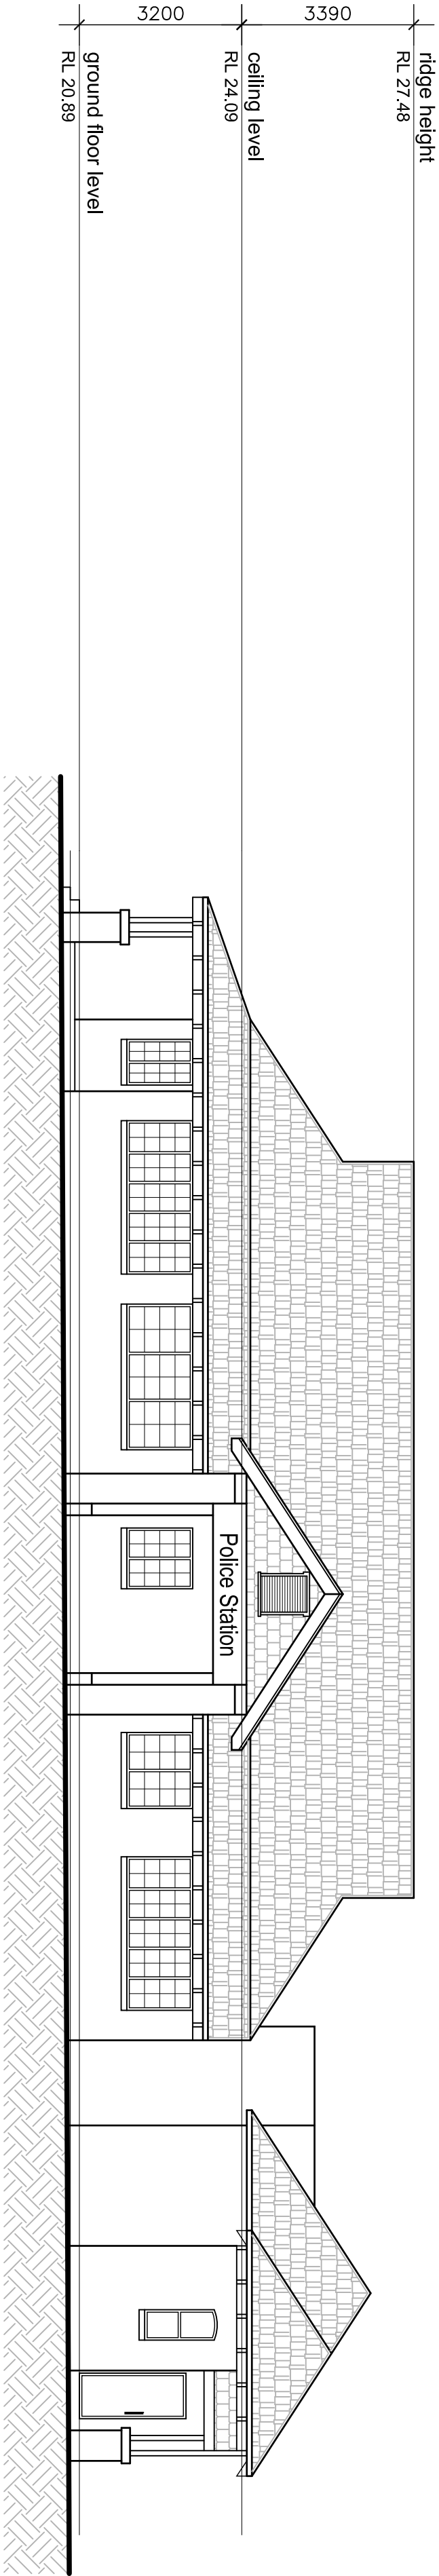 ridge height
RL 27.48
3390
ceiling level
RL 24.09
3200
ground floor level
RL 20.89
Police Station